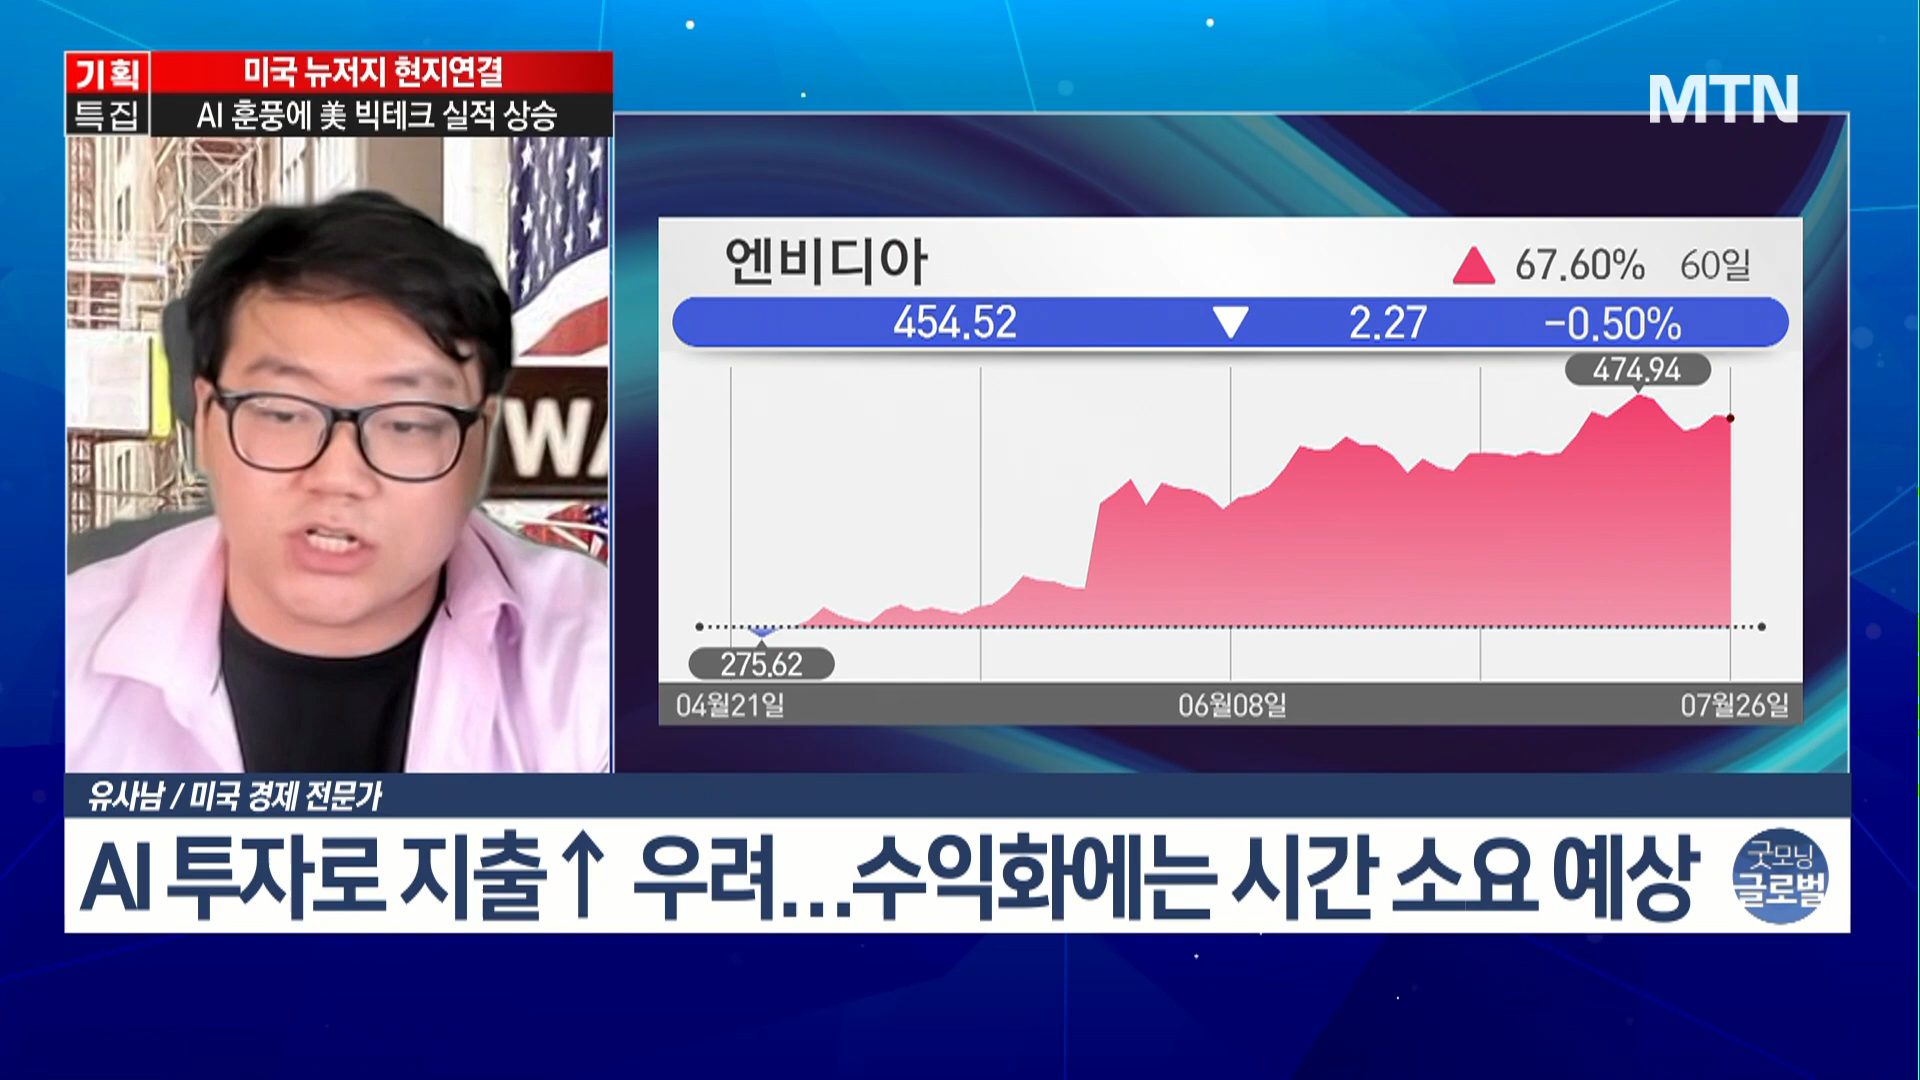 기획
특집
미국 뉴저지 현지연결
AI 훈풍에 美 빅테크 실적 상승
MTN
엔비디아
▲ 67.60% 60일
454.52 ▼ 2.27 -0.50%
474.94
275.62
04월21일 06월08일 07월26일
WA
유사남 / 미국 경제 전문가
AI 투자로 지출↑ 우려...수익화에는 시간 소요 예상
굿모닝
글로벌